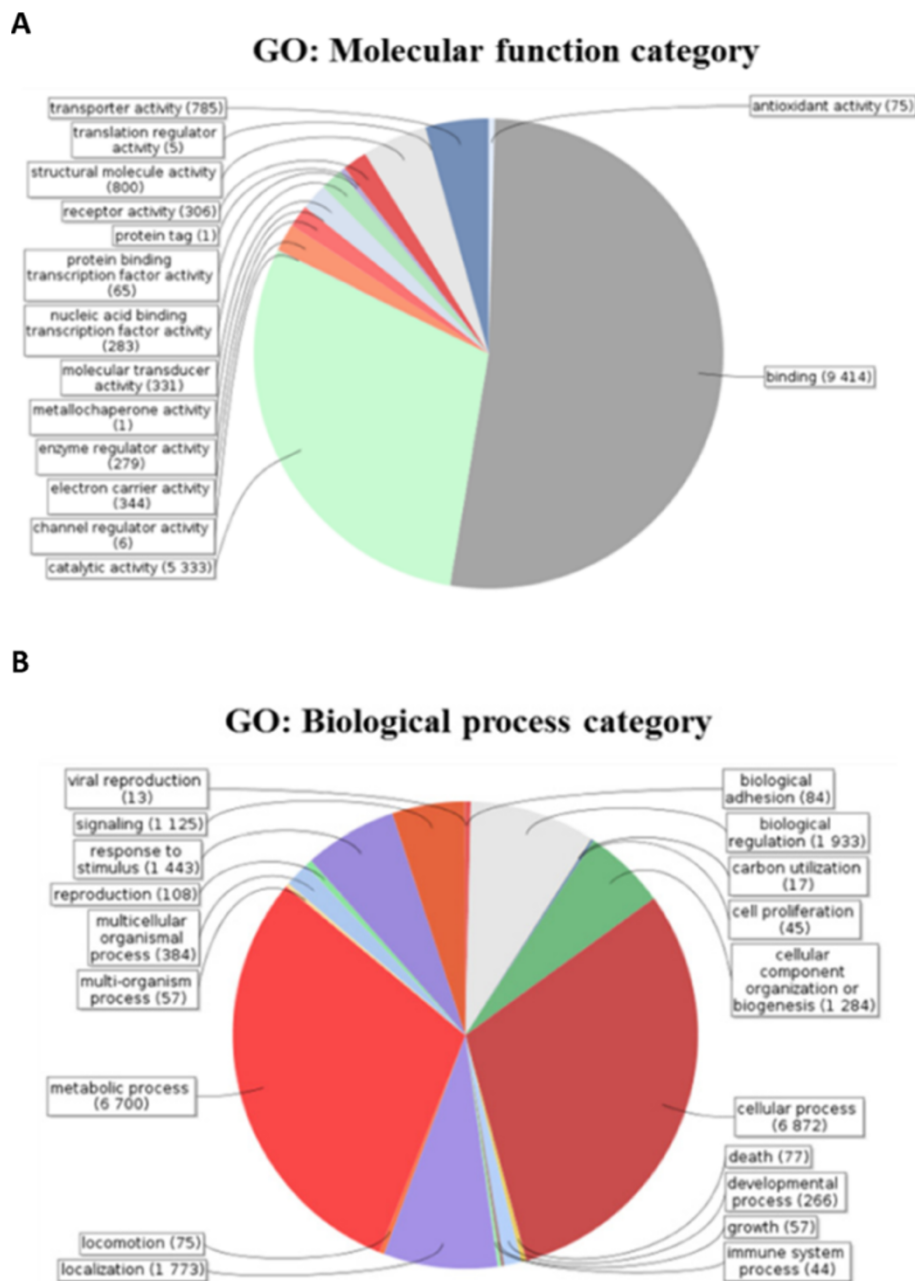 A
GO: Molecular function category
transporter activity (785)
translation regulator
activity (5)
structural molecule activity
(800)
receptor activity (306)
protein tag (1)
protein binding
transcription factor activity
(65)
nucleic acid binding
transcription factor activity
(283)
molecular transducer
activity (331)
metallochaperone activity
(1)
enzyme regulator activity
(279)
electron carrier activity
(344)
channel regulator activity
(6)
catalytic activity (5 333)
antioxidant activity (75)
binding (9 414)
B
GO: Biological process category
viral reproduction
(13)
signaling (1 125)
response to
stimulus (1 443)
reproduction (108)
multicellular
organismal
process (384)
multi-organism
process (57)
metabolic process
(6 700)
locomotion (75)
localization (1 773)
biological
adhesion (84)
biological
regulation (1 933)
carbon utilization
(17)
cell proliferation
(45)
cellular
component
organization or
biogenesis (1 284)
cellular process
(6 872)
death (77)
developmental
process (266)
growth (57)
immune system
process (44)